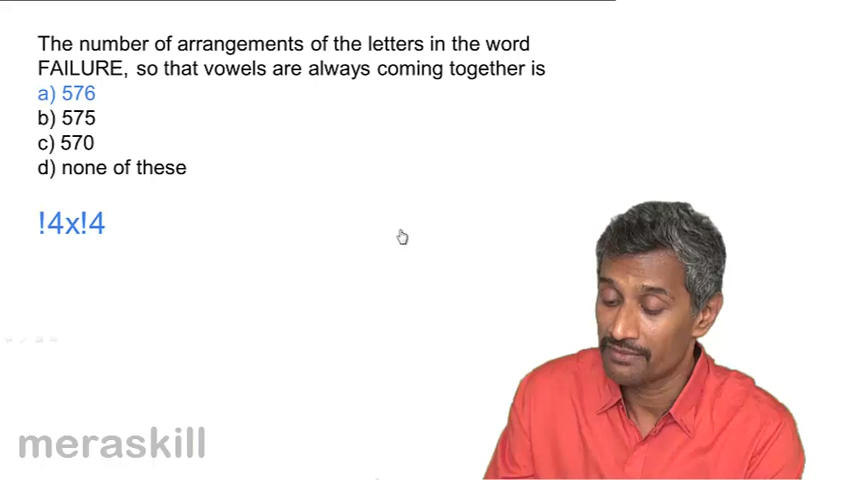 The number of arrangements of the letters in the word
FAILURE, so that vowels are always coming together is
a) 576
b) 575
c) 570
d) none of these
!4x!4
meraskill